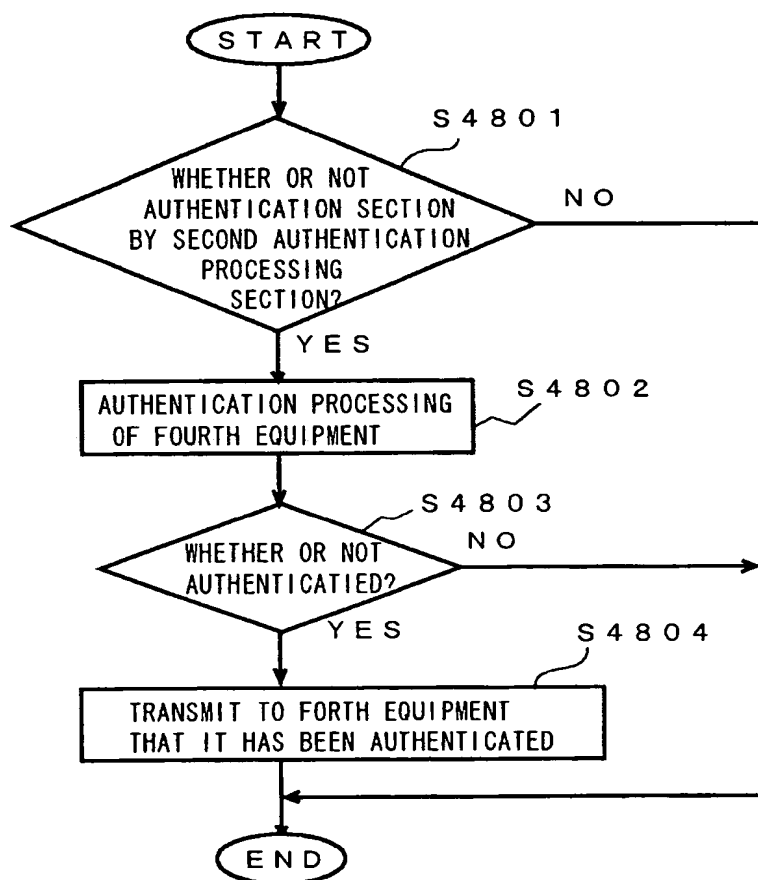 START
S4801
WHETHER OR NOT
AUTHENTICATION SECTION
BY SECOND AUTHENTICATION
PROCESSING
SECTION?
NO
YES
S4802
AUTHENTICATION PROCESSING
OF FOURTH EQUIPMENT
S4803
WHETHER OR NOT
AUTHENTICATIED?
NO
YES
S4804
TRANSMIT TO FORTH EQUIPMENT
THAT IT HAS BEEN AUTHENTICATED
END